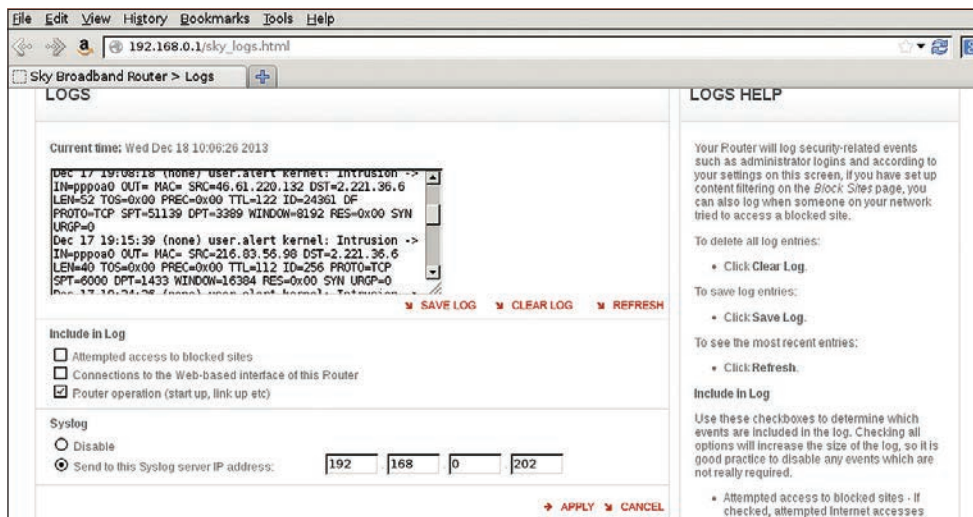 File Edit View History Bookmarks Tools Help
192.168.0.1/sky_logs.html
Sky Broadband Router > Logs
LOGS
Current time: Wed Dec 18 10:06:26 2013
Dec 17 19:08:18 (none) user.alert kernel: Intrusion ->
IN=pppoa0 OUT= MAC= SRC=46.61.220.132 DST=2.221.36.6
LEN=52 TOS=0x00 PREC=0x00 TTL=122 ID=24361 DF
PROTO=TCP SPT=51139 DPT=3389 WINDOW=8192 RES=0x00 SYN
URGP=0
Dec 17 19:15:39 (none) user.alert kernel: Intrusion ->
IN=pppoa0 OUT= MAC= SRC=216.83.56.98 DST=2.221.36.6
LEN=40 TOS=0x00 PREC=0x00 TTL=112 ID=256 PROTO=TCP
SPT=6000 DPT=1433 WINDOW=16384 RES=0x00 SYN URGP=0
Dec 17 19:24:26 (none) user.alert kernel: Intrusion ->
SAVE LOG CLEAR LOG REFRESH
Include in Log
Attempted access to blocked sites
Connections to the Web-based interface of this Router
Router operation (start up, link up etc)
Syslog
Disable
Send to this Syslog server IP address: 192 . 168 . 0 . 202
APPLY CANCEL
LOGS HELP
Your Router will log security-related events
such as administrator logins and according to
your settings on this screen, if you have set up
content filtering on the Block Sites page, you
can also log when someone on your network
tried to access a blocked site.
To delete all log entries:
• Click Clear Log.
To save log entries:
• Click Save Log.
To see the most recent entries:
• Click Refresh.
Include in Log
Use these checkboxes to determine which
events are included in the log. Checking all
options will increase the size of the log, so it is
good practice to disable any events which are
not really required.
• Attempted access to blocked sites - If
checked, attempted Internet accesses